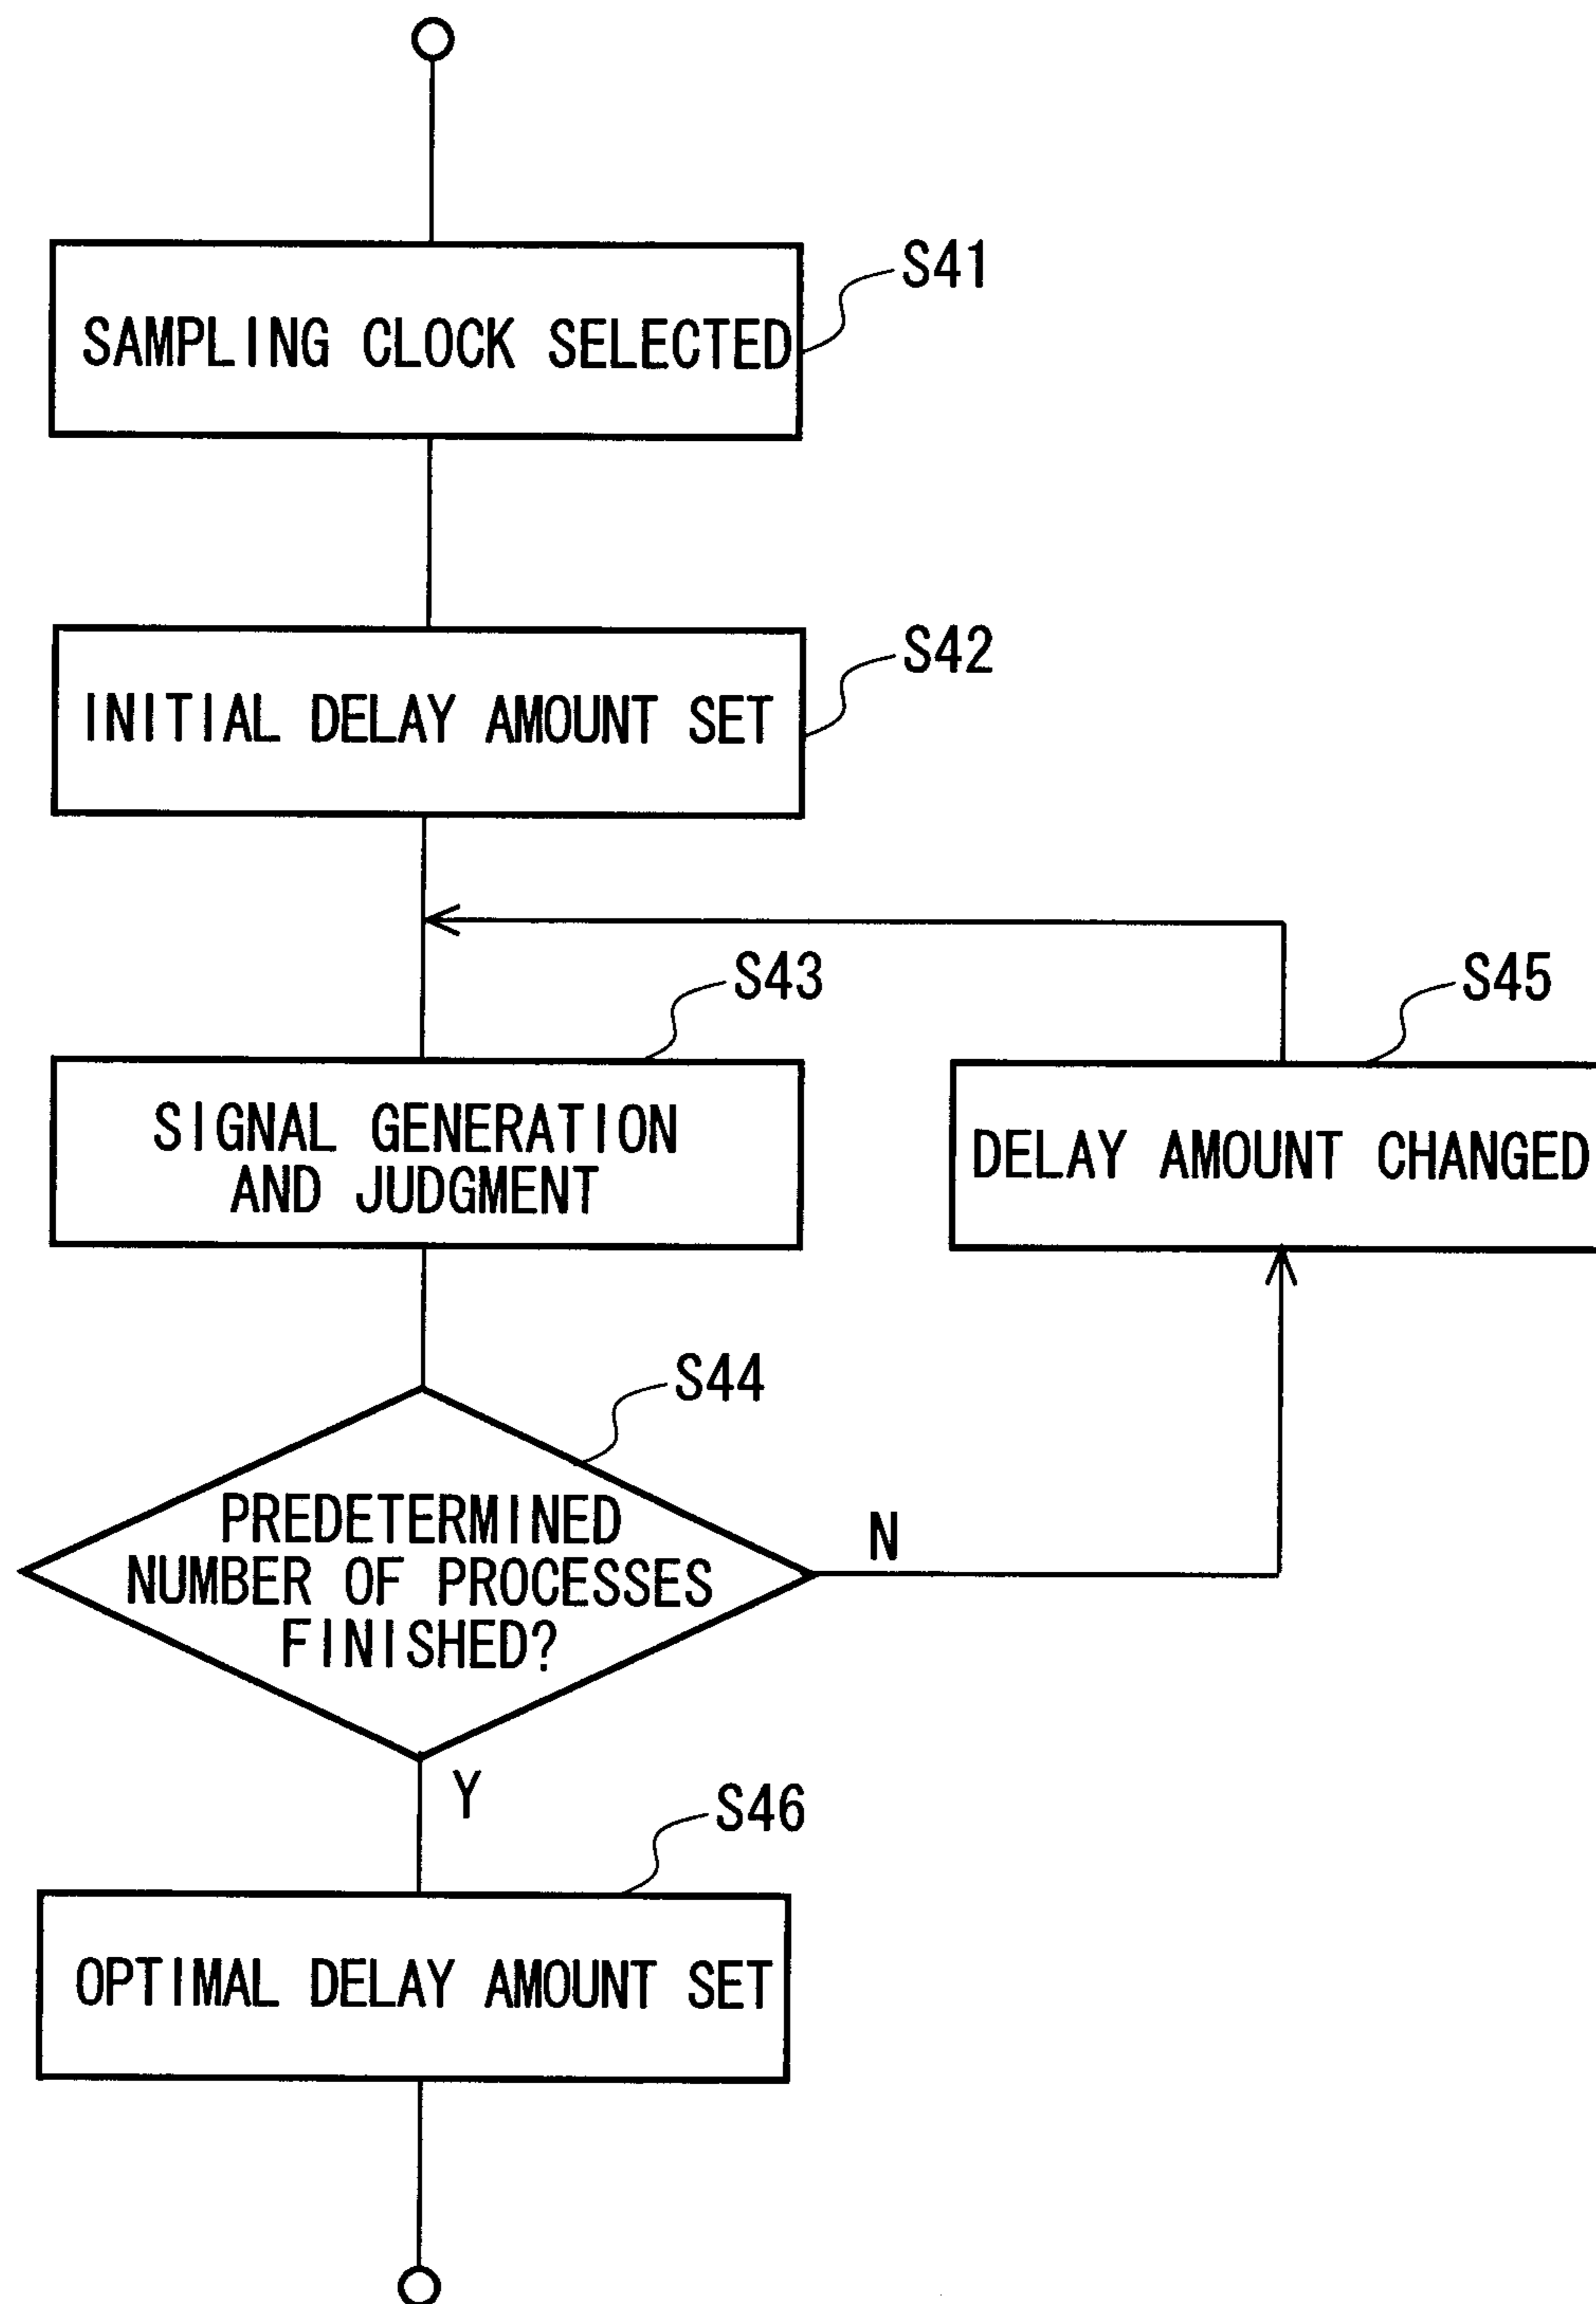 S41
SAMPLING CLOCK SELECTED
S42
INITIAL DELAY AMOUNT SET
S43
S45
SIGNAL GENERATION
AND JUDGMENT
DELAY AMOUNT CHANGED
S44
PREDETERMINED
NUMBER OF PROCESSES
FINISHED?
N
Y
S46
OPTIMAL DELAY AMOUNT SET